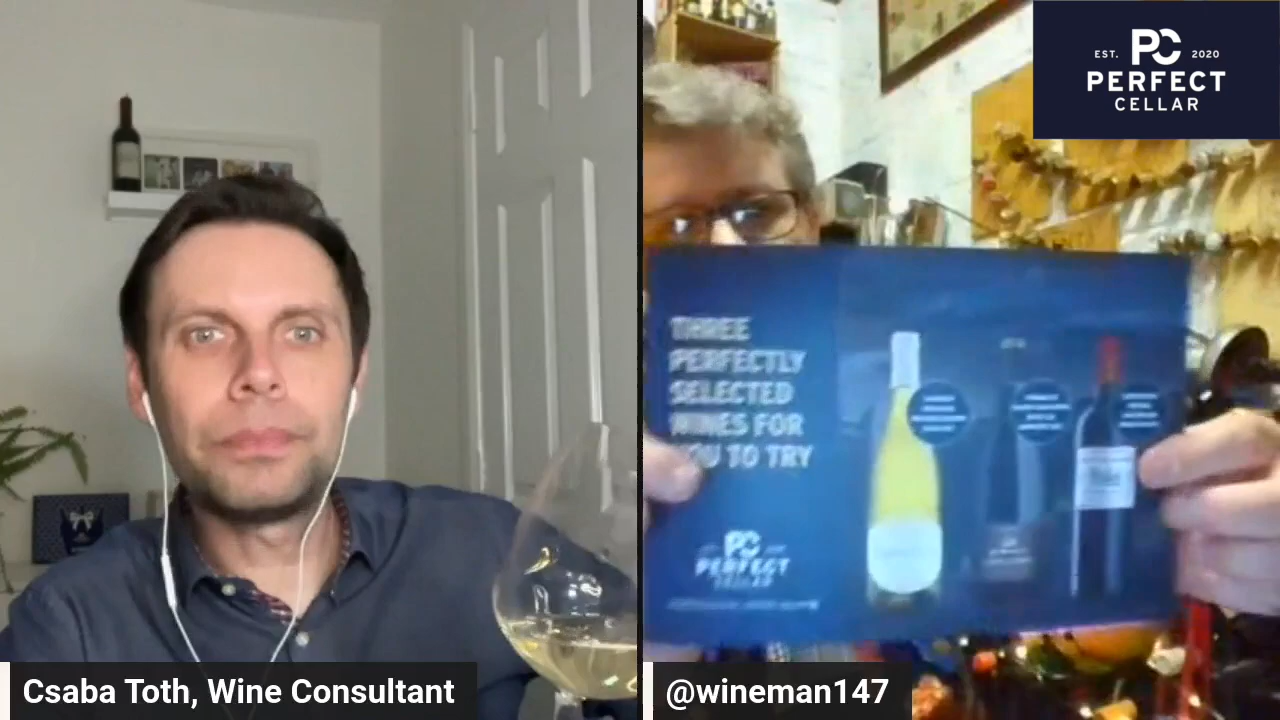 EST. PC 2020
PERFECT
CELLAR
THREE
PERFECTLY
SELECTED
WINES FOR
YOU TO TRY
PC
PERFECT
CELLAR
Csaba Toth, Wine Consultant
@wineman147